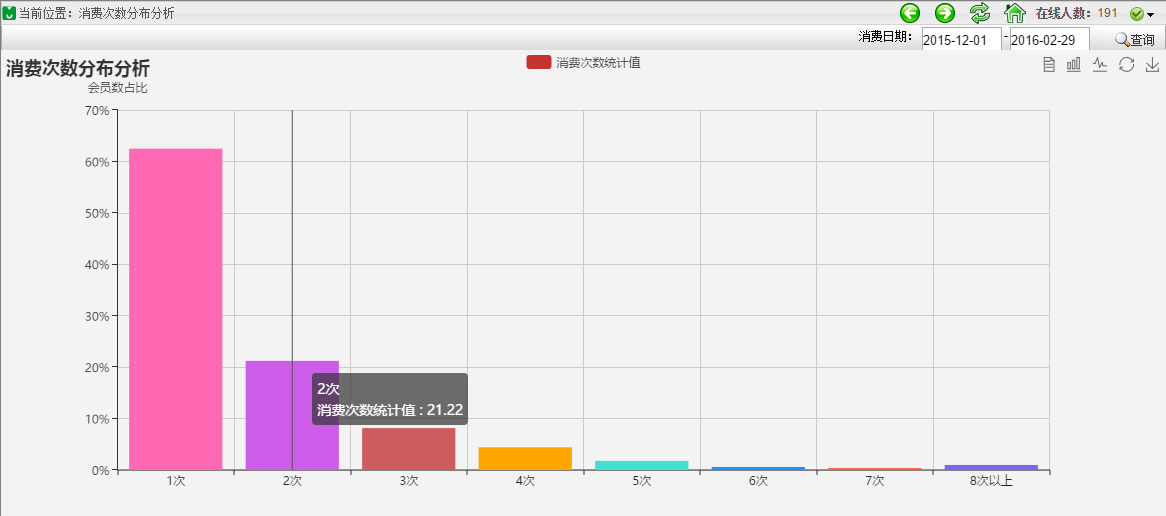 当前位置：消费次数分布分析
在线人数：191
消费日期：2015-12-01-2016-02-29 查询
消费次数分布分析
消费次数统计值
会员数占比
70%
60%
50%
40%
30%
20%
10%
0%
2次
消费次数统计值 : 21.22
1次 2次 3次 4次 5次 6次 7次 8次以上